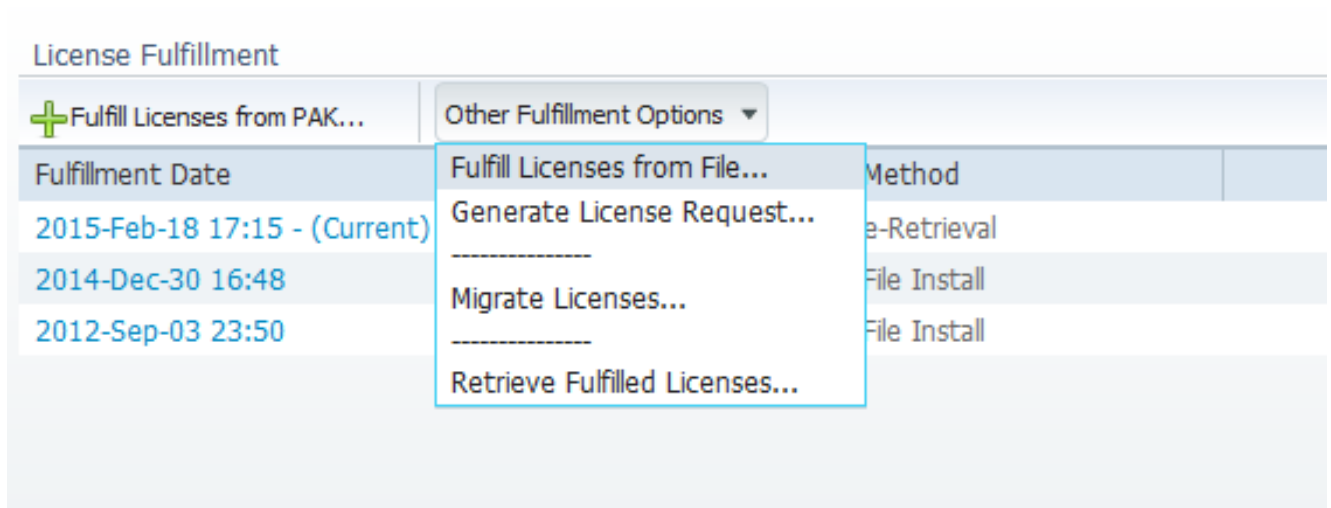 License Fulfillment
Fulfill Licenses from PAK...
Other Fulfillment Options
Fulfillment Date
Method
Fulfill Licenses from File...
Generate License Request...
---------------
Migrate Licenses...
---------------
Retrieve Fulfilled Licenses...
2015-Feb-18 17:15 - (Current)
e-Retrieval
2014-Dec-30 16:48
File Install
2012-Sep-03 23:50
File Install